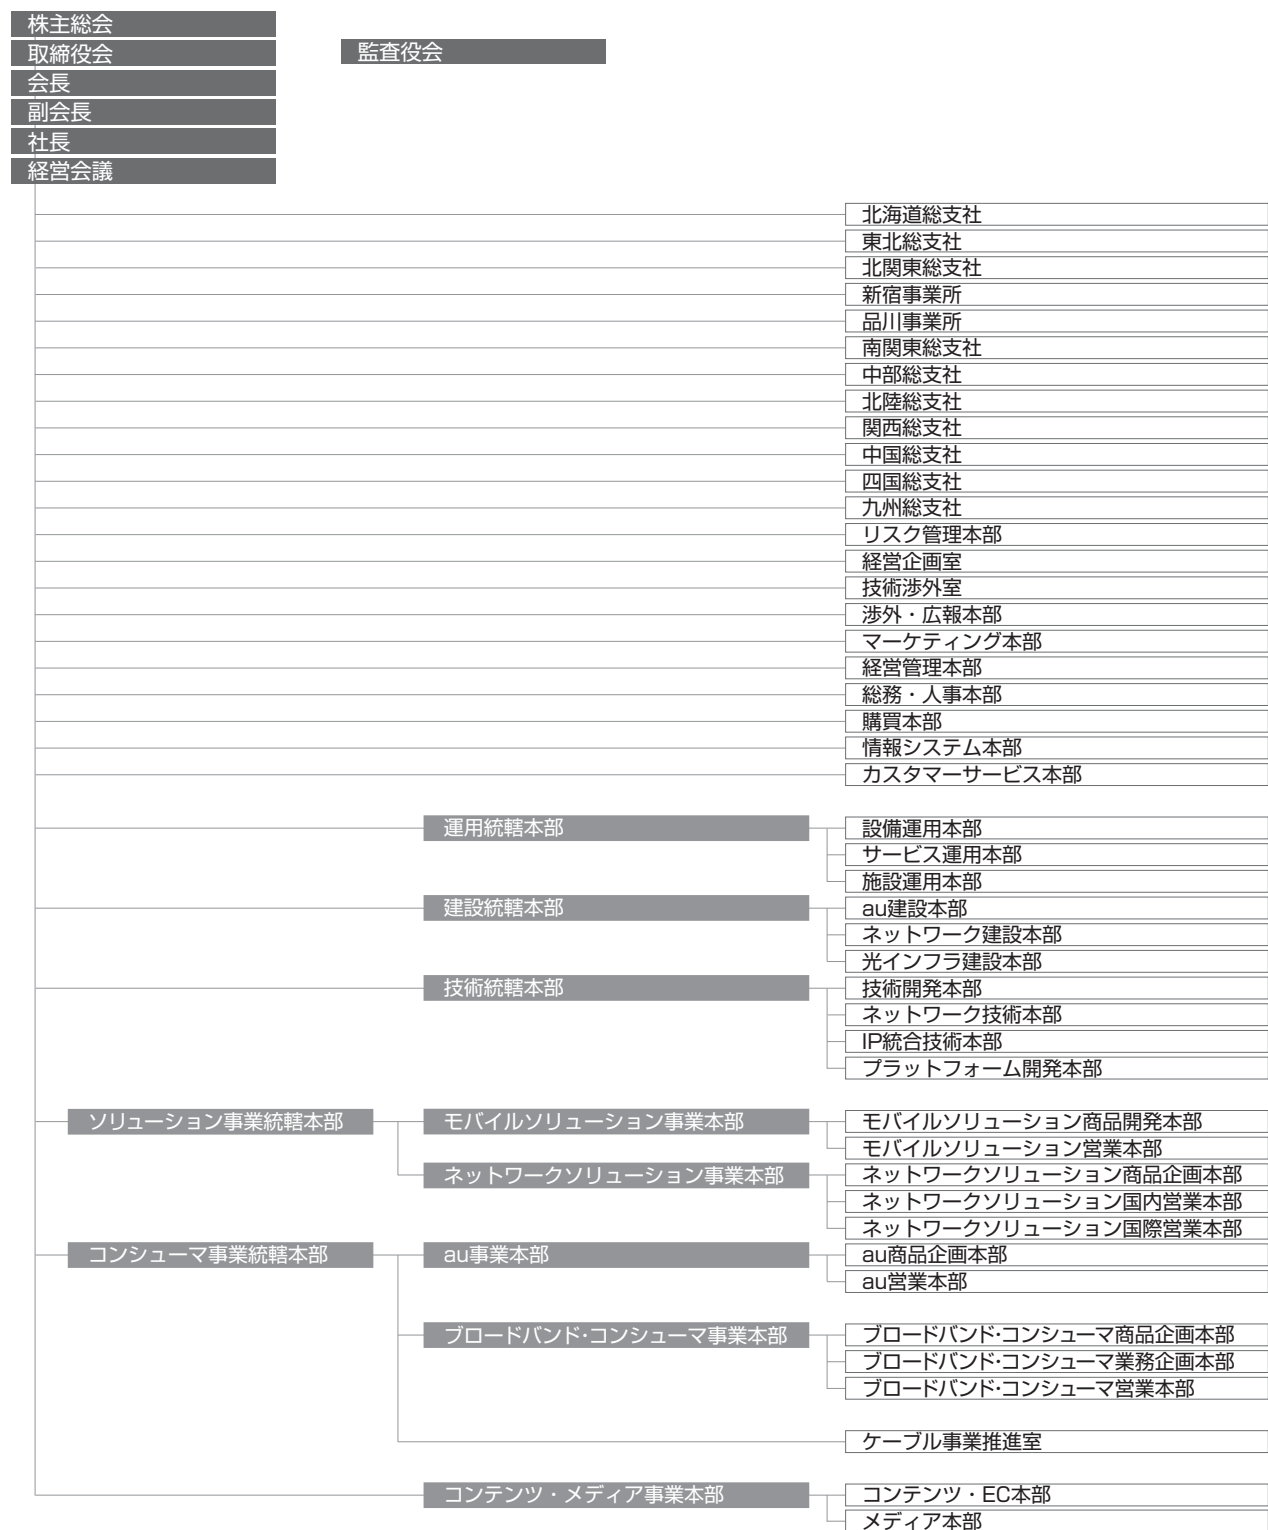 株主総会
取締役会
監査役会
会長
副会長
社長
経営会議
北海道総支社
東北総支社
北関東総支社
新宿事業所
品川事業所
南関東総支社
中部総支社
北陸総支社
関西総支社
中国総支社
四国総支社
九州総支社
リスク管理本部
経営企画室
技術渉外室
渉外・広報本部
マーケティング本部
経営管理本部
総務・人事本部
購買本部
情報システム本部
カスタマーサービス本部
運用統轄本部
設備運用本部
サービス運用本部
施設運用本部
建設統轄本部
au建設本部
ネットワーク建設本部
光インフラ建設本部
技術統轄本部
技術開発本部
ネットワーク技術本部
IP統合技術本部
プラットフォーム開発本部
ソリューション事業統轄本部
モバイルソリューション事業本部
モバイルソリューション商品開発本部
モバイルソリューション営業本部
ネットワークソリューション事業本部
ネットワークソリューション商品企画本部
ネットワークソリューション国内営業本部
ネットワークソリューション国際営業本部
コンシューマ事業統轄本部
au事業本部
au商品企画本部
au営業本部
ブロードバンド・コンシューマ事業本部
ブロードバンド・コンシューマ商品企画本部
ブロードバンド・コンシューマ業務企画本部
ブロードバンド・コンシューマ営業本部
ケーブル事業推進室
コンテンツ・メディア事業本部
コンテンツ・EC本部
メディア本部